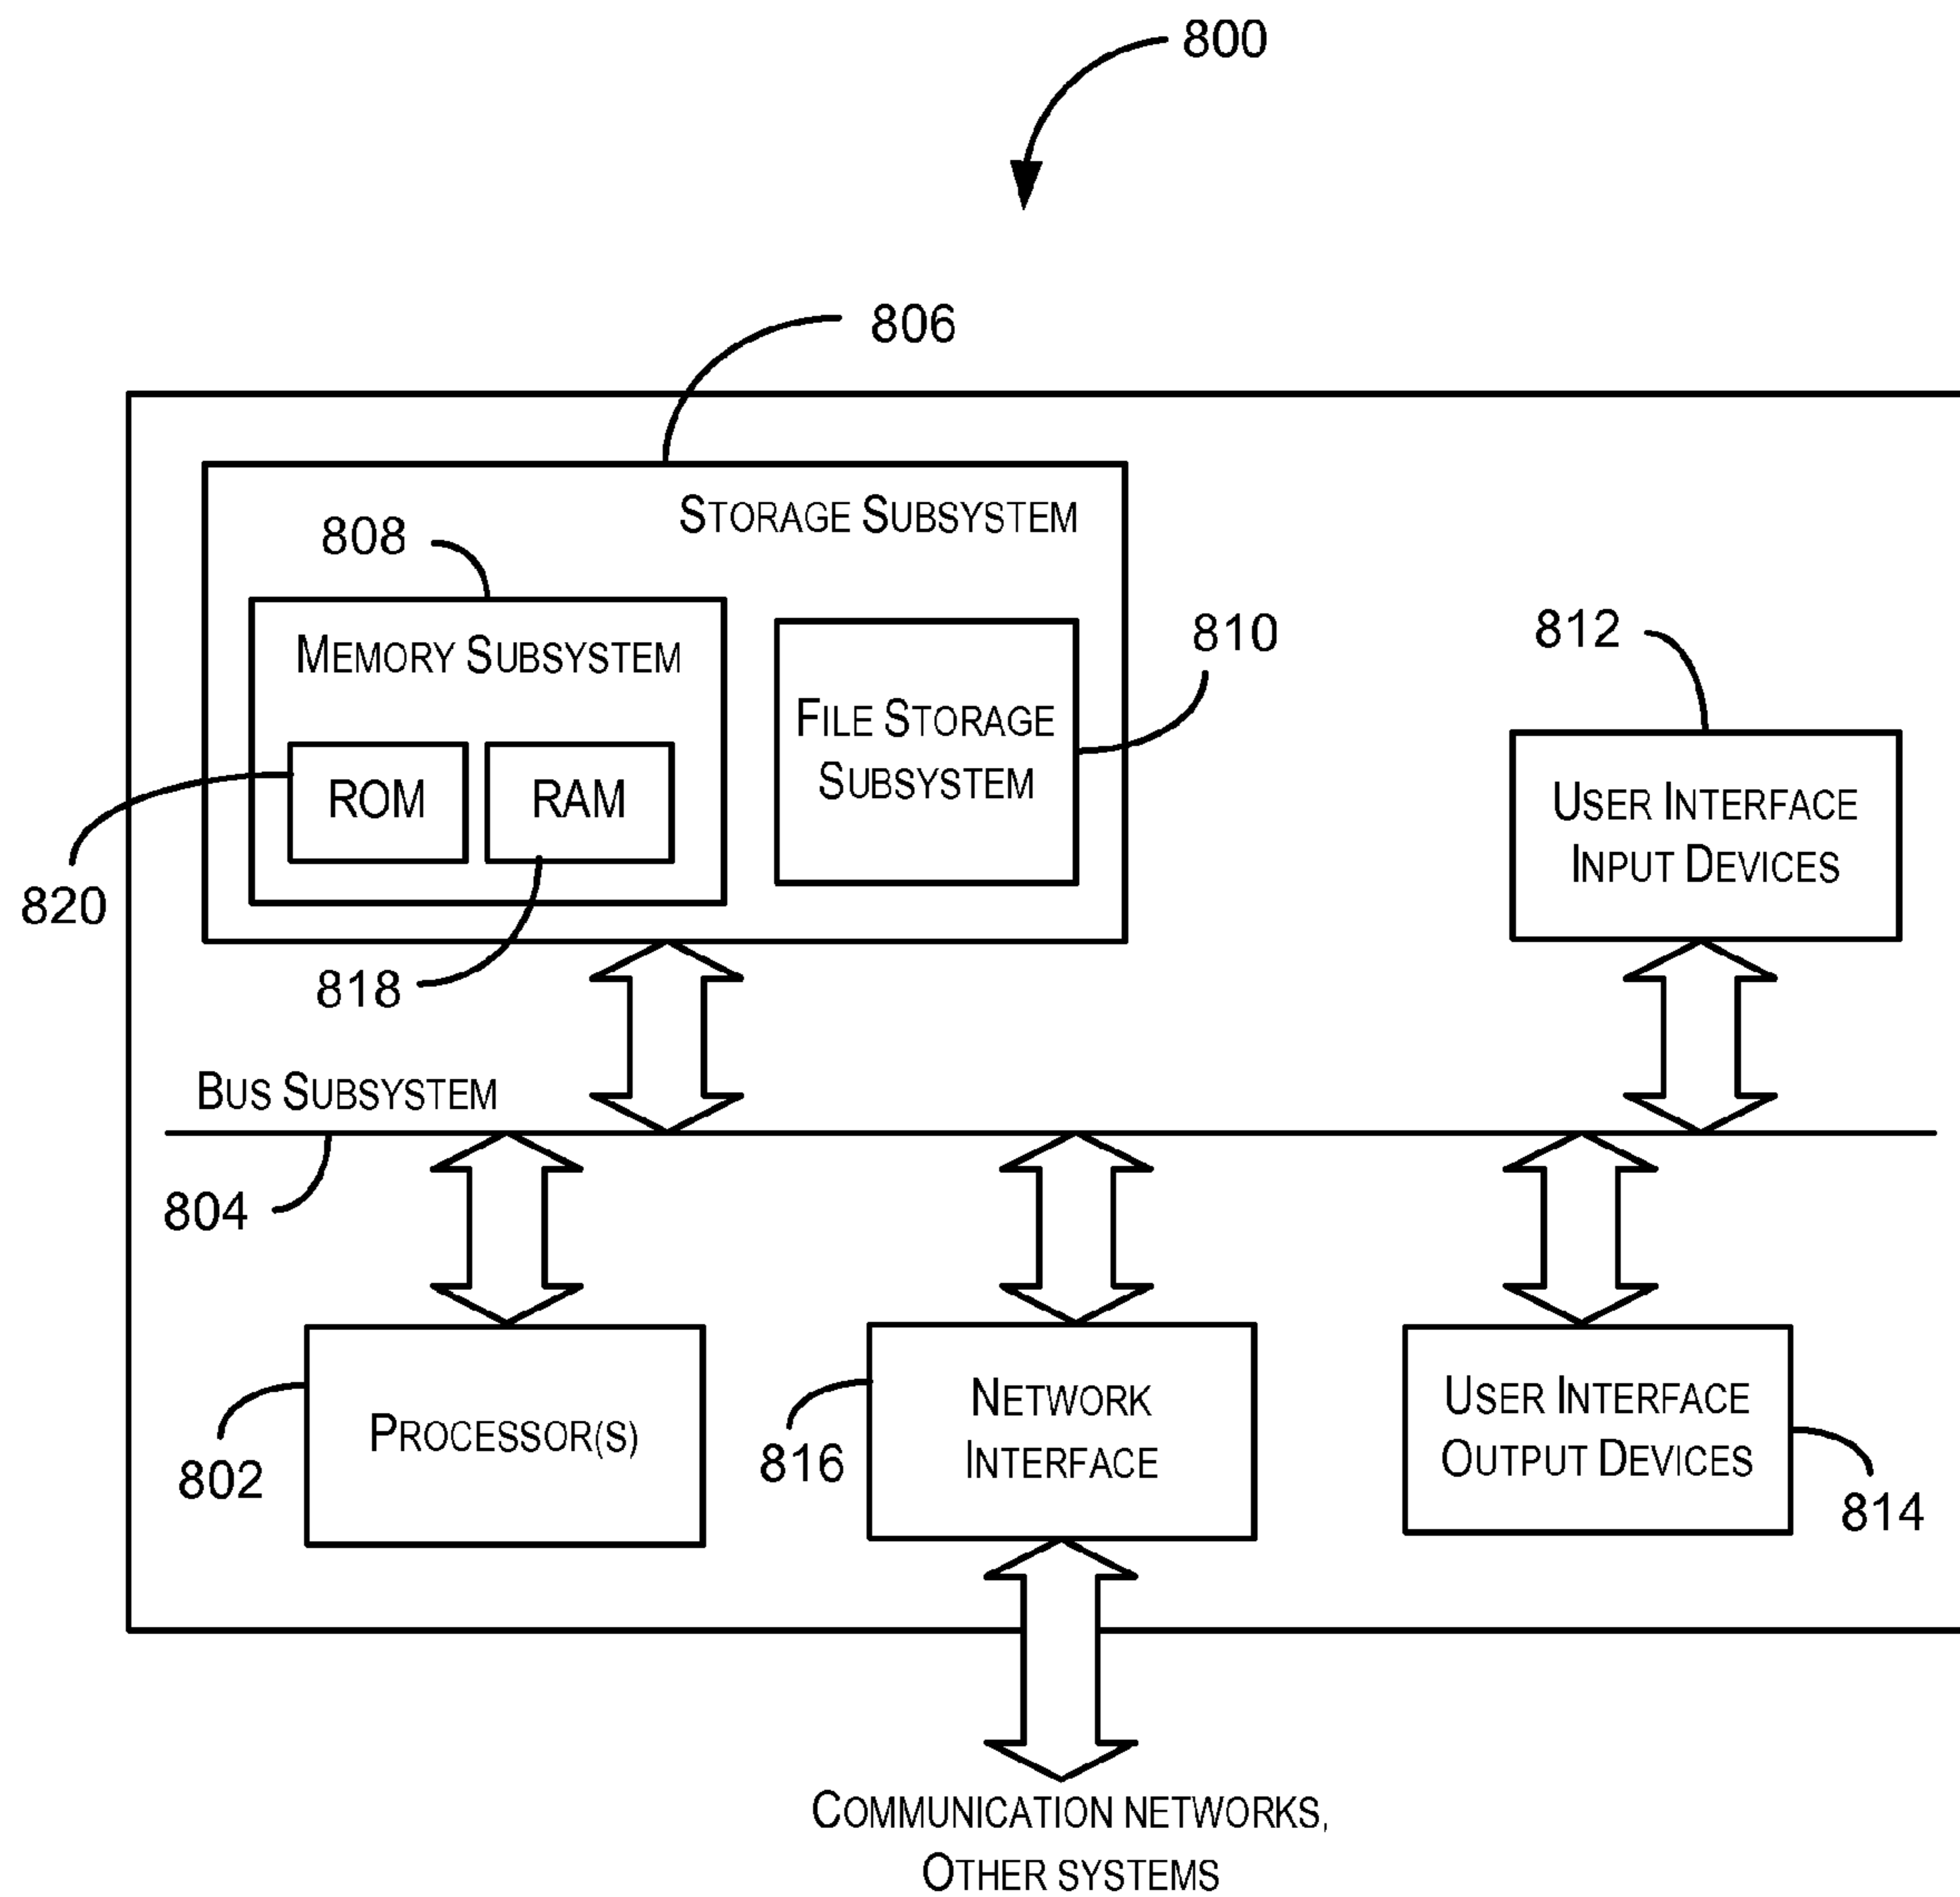 800
806
STORAGE SUBSYSTEM
808
MEMORY SUBSYSTEM
810
812
FILE STORAGE
SUBSYSTEM
ROM
RAM
USER INTERFACE
INPUT DEVICES
820
818
BUS SUBSYSTEM
804
PROCESSOR(S)
802
NETWORK
INTERFACE
816
USER INTERFACE
OUTPUT DEVICES
814
COMMUNICATION NETWORKS,
OTHER SYSTEMS